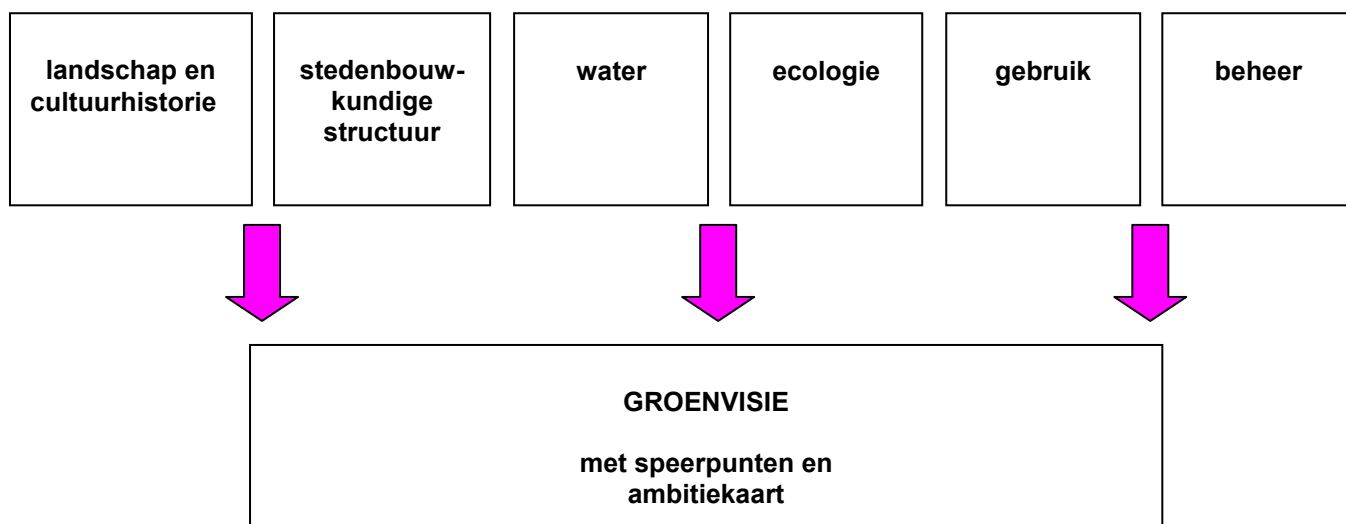 landschap en
cultuurhistorie
stedenbouw-
kundige
structuur
water
ecologie
gebruik
beheer
GROENVISIE
met speerpunten en
ambitiekaart